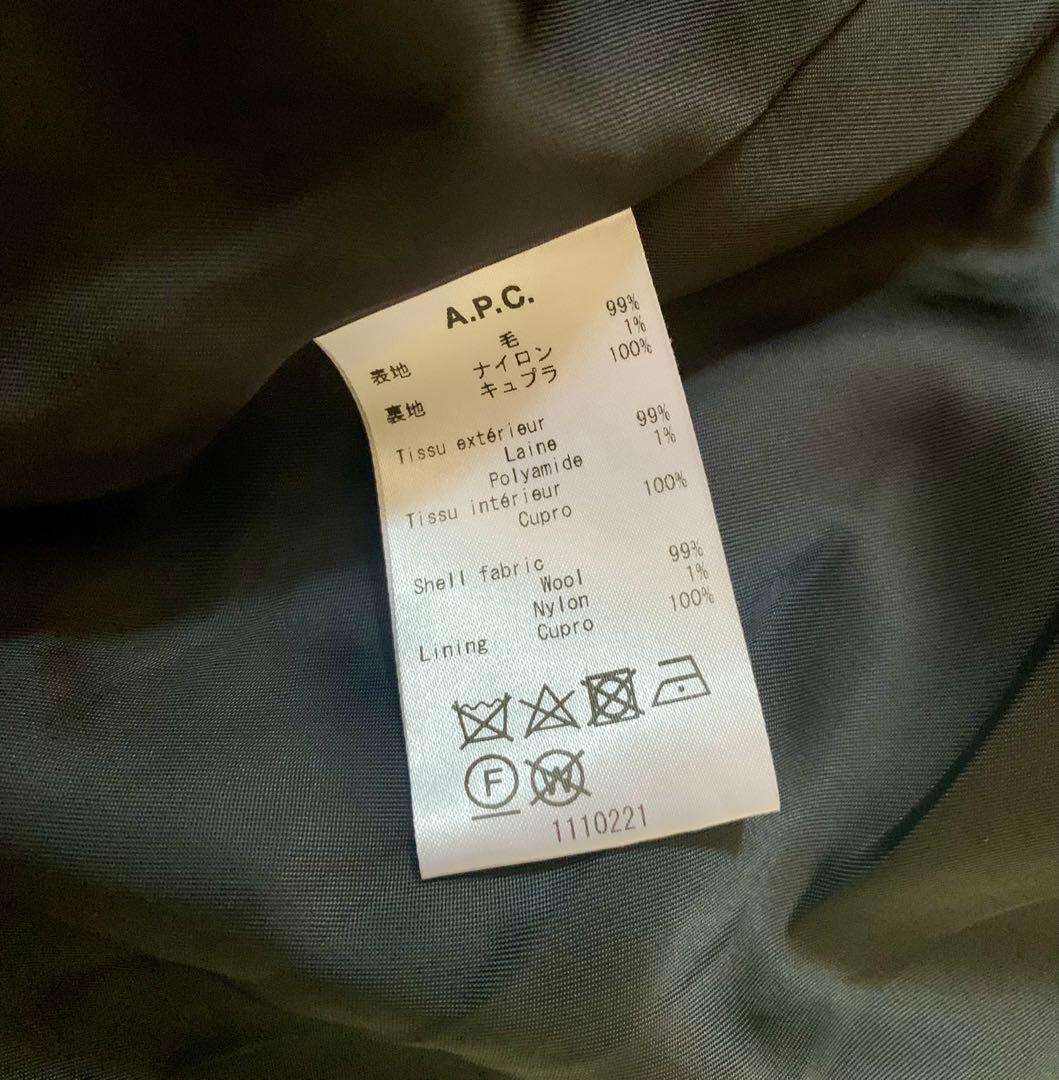 A.P.C.
表地 毛 99%
ナイロン 1%
裏地 キュプラ 100%
Tissu extérieur
Laine 99%
Polyamide 1%
Tissu intérieur
Cupro 100%
Shell fabric
Wool 99%
Nylon 1%
Lining Cupro 100%
F W
1110221